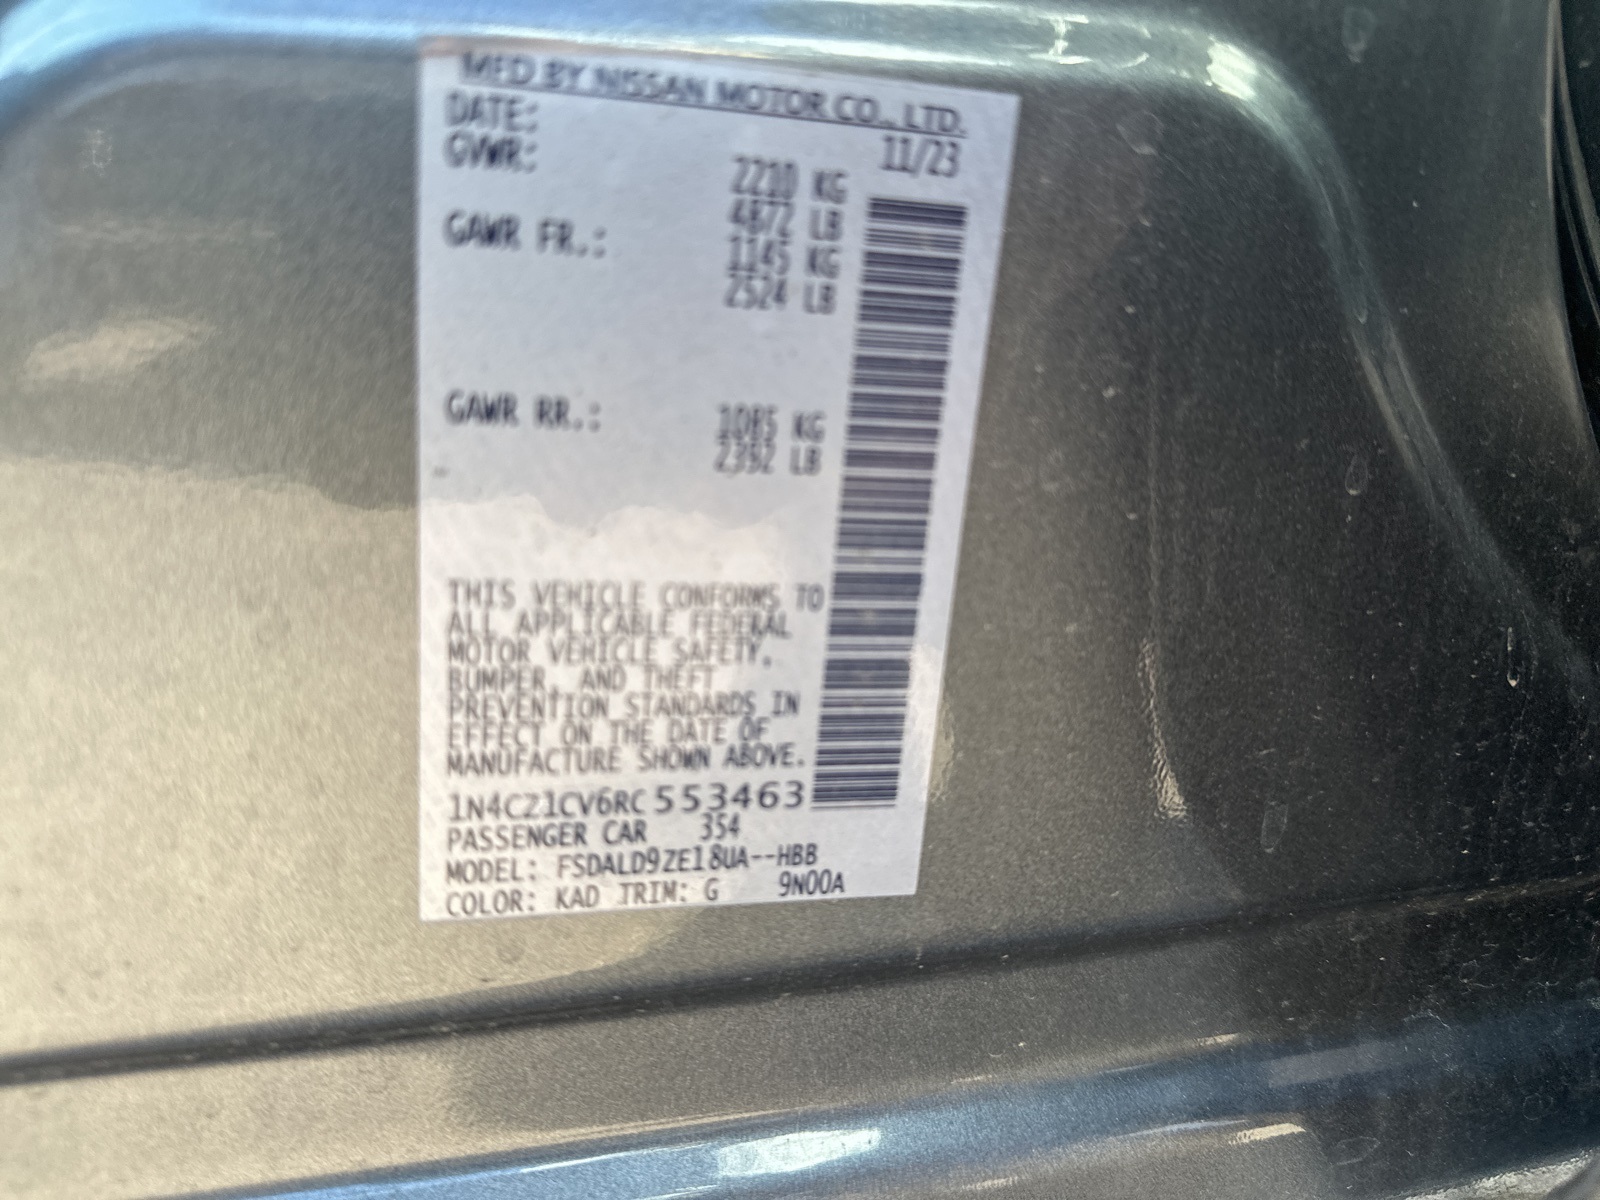 MFD BY NISSAN MOTOR CO., LTD.
DATE: 11/23
GVWR: 2210 KG
4872 LB
GAWR FR.: 1145 KG
2524 LB
GAWR RR.: 1085 KG
2392 LB
THIS VEHICLE CONFORMS TO
ALL APPLICABLE FEDERAL
MOTOR VEHICLE SAFETY,
BUMPER, AND THEFT
PREVENTION STANDARDS IN
EFFECT ON THE DATE OF
MANUFACTURE SHOWN ABOVE.
1N4CZ1CV6RC553463
PASSENGER CAR 354
MODEL: FSDALD9ZE18UA--HBB
COLOR: KAD TRIM: G 9N00A